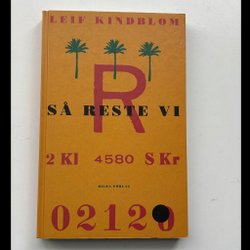 LEIF KINDBLOM
R
SÅ RESTE VI
2 Kl 4580 S Kr
02120